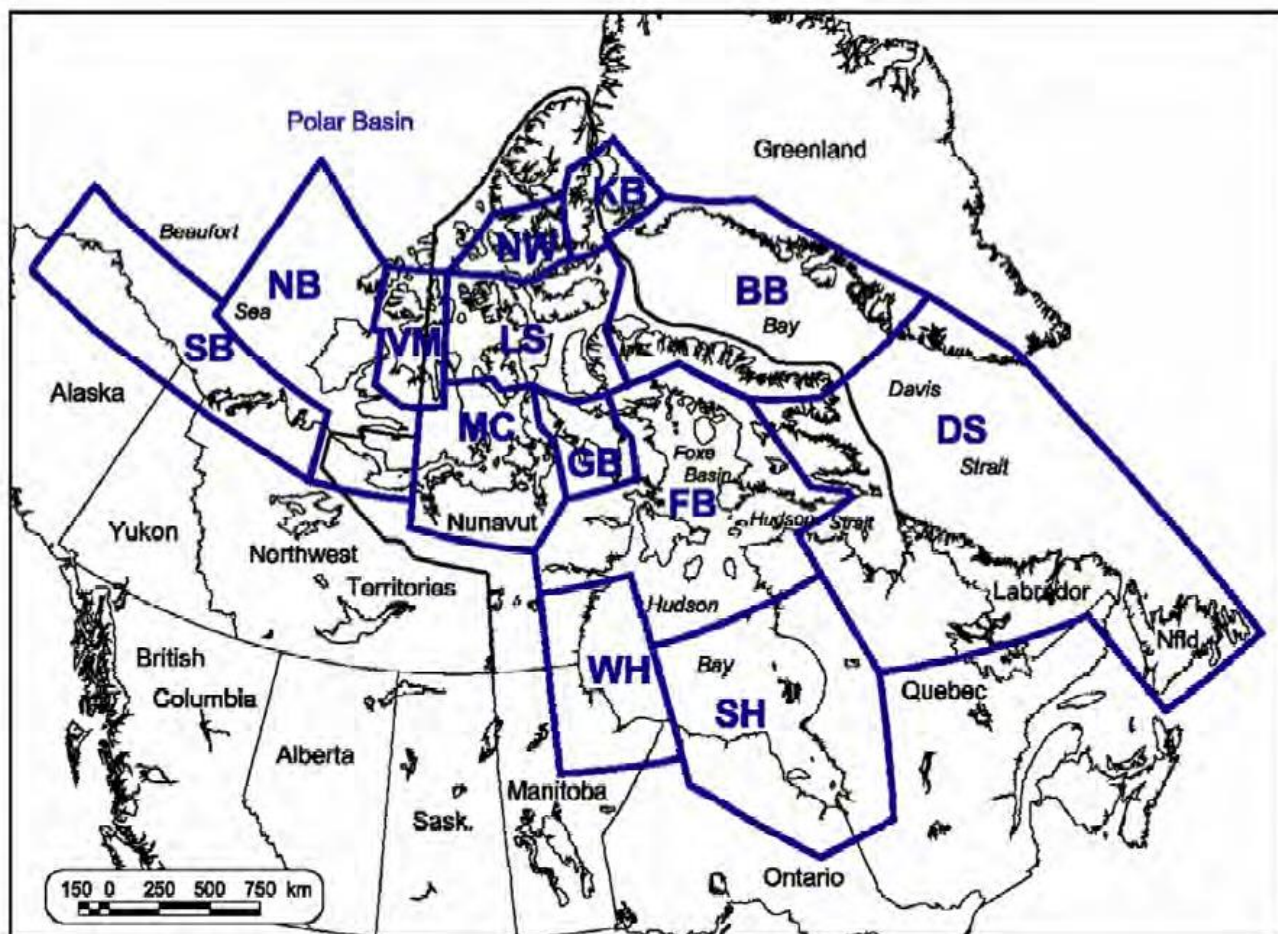 Polar Basin
Greenland
KB
Beaufort
NW
NB
BB
Sea
Bay
SB
VM
LS
Alaska
Davis
MC
DS
Foxe
GB
Strait
Basin
FB
Nunavut
Hudson Strait
Yukon
Northwest
Territories
Labrador
Hudson
Nfld.
British
WH
Bay
Columbia
Quebec
SH
Alberta
Manitoba
Sask.
Ontario
150 0 250 500 750 km